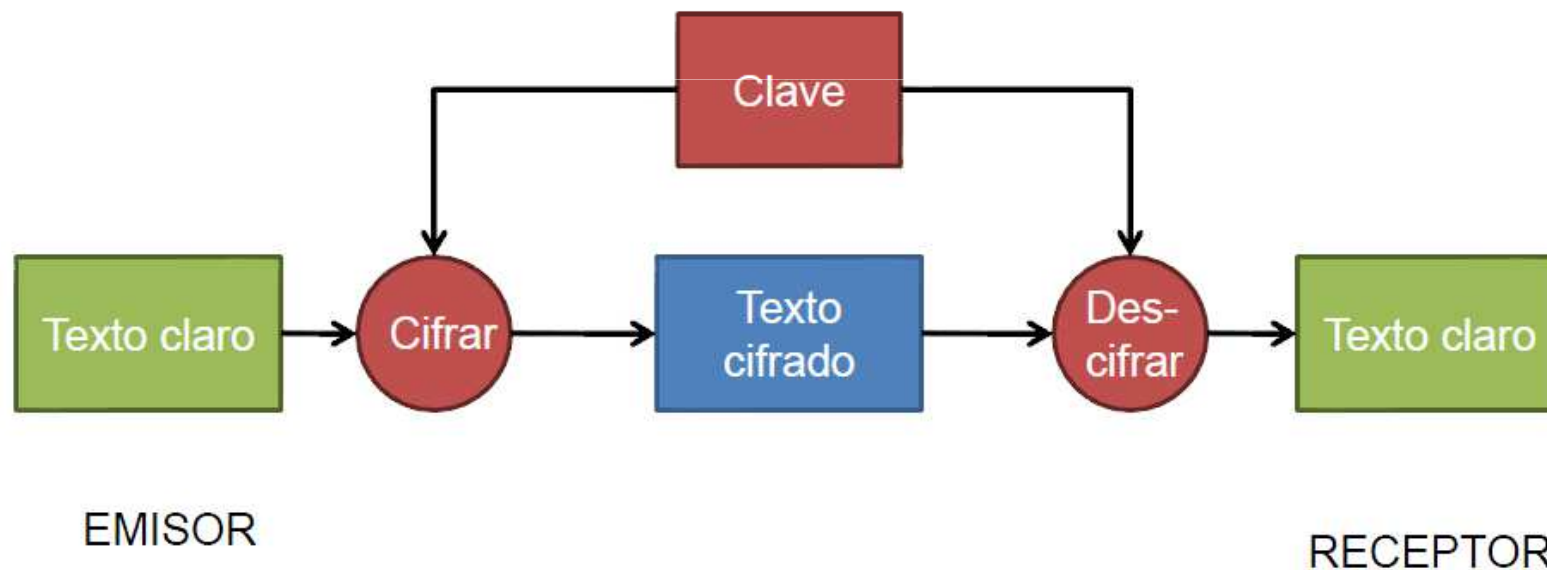 Clave
Texto claro
Cifrar
Texto
cifrado
Des-
cifrar
Texto claro
EMISOR
RECEPTOR